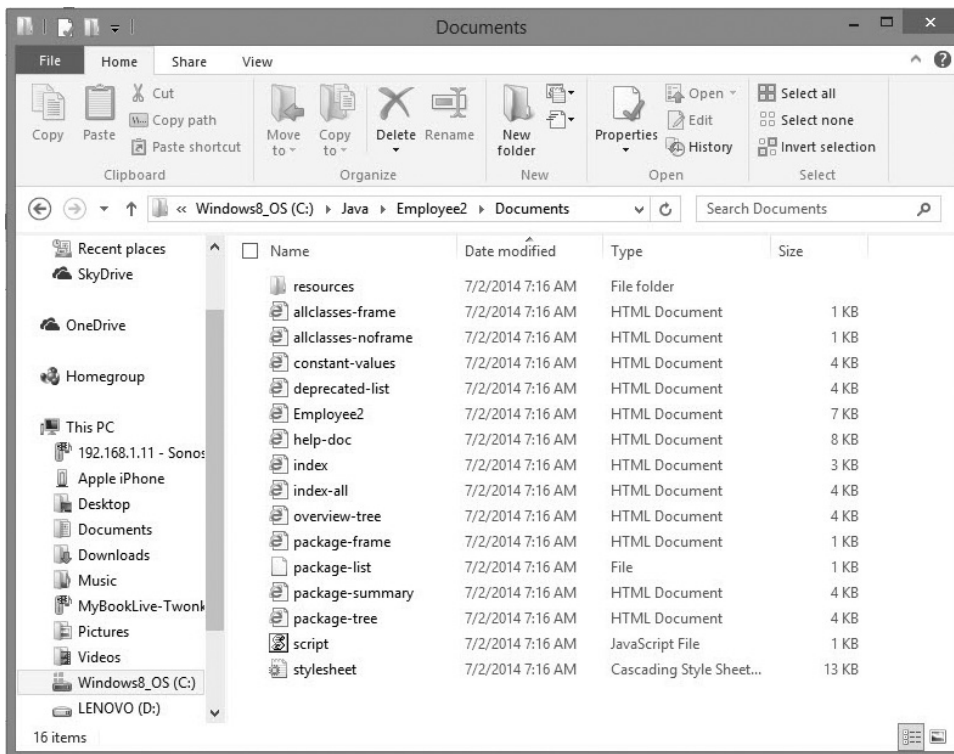 Documents
File Home Share View
Copy
Paste
Cut
Copy path
Paste shortcut
Clipboard
Move to
Copy to
Delete
Rename
Organize
New folder
New
Properties
Open
Edit
History
Open
Select all
Select none
Invert selection
Select
« Windows8_OS (C:) Java Employee2 Documents
Search Documents
Recent places
SkyDrive
OneDrive
Homegroup
This PC
192.168.1.11 - Sonos
Apple iPhone
Desktop
Documents
Downloads
Music
MyBookLive-Twonk
Pictures
Videos
Windows8_OS (C:)
LENOVO (D:)
Name Date modified Type Size
resources 7/2/2014 7:16 AM File folder
allclasses-frame 7/2/2014 7:16 AM HTML Document 1 KB
allclasses-noframe 7/2/2014 7:16 AM HTML Document 1 KB
constant-values 7/2/2014 7:16 AM HTML Document 4 KB
deprecated-list 7/2/2014 7:16 AM HTML Document 4 KB
Employee2 7/2/2014 7:16 AM HTML Document 7 KB
help-doc 7/2/2014 7:16 AM HTML Document 8 KB
index 7/2/2014 7:16 AM HTML Document 3 KB
index-all 7/2/2014 7:16 AM HTML Document 4 KB
overview-tree 7/2/2014 7:16 AM HTML Document 4 KB
package-frame 7/2/2014 7:16 AM HTML Document 1 KB
package-list 7/2/2014 7:16 AM File 1 KB
package-summary 7/2/2014 7:16 AM HTML Document 4 KB
package-tree 7/2/2014 7:16 AM HTML Document 4 KB
script 7/2/2014 7:16 AM JavaScript File 1 KB
stylesheet 7/2/2014 7:16 AM Cascading Style Sheet... 13 KB
16 items